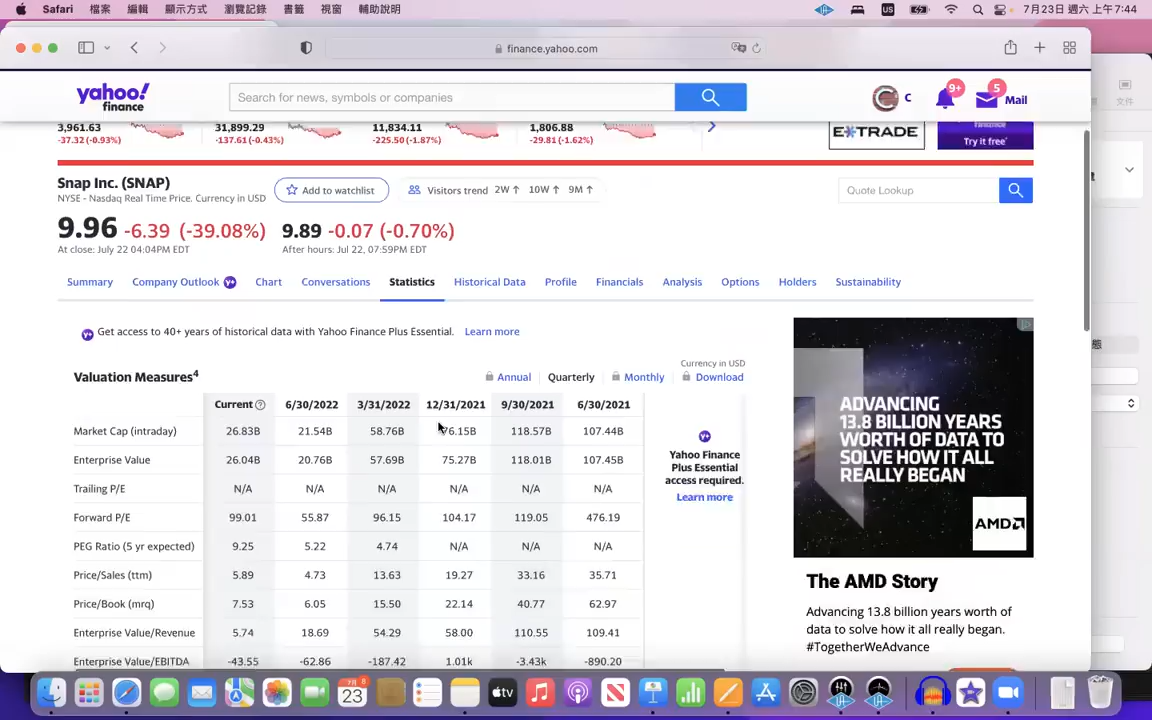 Safari 檔案 編輯 顯示方式 瀏覽記錄 書籤 視窗 輔助說明 US 7月23日 週六 上午7:44
finance.yahoo.com
yahoo!
finance
Search for news, symbols or companies
C
9+
5
Mail
文件
3,961.63
-37.32 (-0.93%)
31,899.29
-137.61 (-0.43%)
11,834.11
-225.50 (-1.87%)
1,806.88
-29.81 (-1.62%)
E*TRADE
Try it free
Snap Inc. (SNAP)
NYSE - Nasdaq Real Time Price. Currency in USD
Add to watchlist
Visitors trend 2W↑ 10W↑ 9M↑
Quote Lookup
9.96 -6.39 (-39.08%)
At close: July 22 04:04PM EDT
9.89 -0.07 (-0.70%)
After hours: Jul 22, 07:59PM EDT
Summary Company Outlook Y+ Chart Conversations Statistics Historical Data Profile Financials Analysis Options Holders Sustainability
Y+ Get access to 40+ years of historical data with Yahoo Finance Plus Essential. Learn more
Currency in USD
Valuation Measures4
Annual Quarterly Monthly Download
Current 6/30/2022 3/31/2022 12/31/2021 9/30/2021 6/30/2021
Market Cap (intraday) 26.83B 21.54B 58.76B 76.15B 118.57B 107.44B
Enterprise Value 26.04B 20.76B 57.69B 75.27B 118.01B 107.45B
Trailing P/E N/A N/A N/A N/A N/A N/A
Forward P/E 99.01 55.87 96.15 104.17 119.05 476.19
PEG Ratio (5 yr expected) 9.25 5.22 4.74 N/A N/A N/A
Price/Sales (ttm) 5.89 4.73 13.63 19.27 33.16 35.71
Price/Book (mrq) 7.53 6.05 15.50 22.14 40.77 62.97
Enterprise Value/Revenue 5.74 18.69 54.29 58.00 110.55 109.41
Enterprise Value/EBITDA -43.55 -62.86 -187.42 1.01k -3.43k -890.20
Y+
Yahoo Finance
Plus Essential
access required.
Learn more
ADVANCING
13.8 BILLION YEARS
WORTH OF DATA TO
SOLVE HOW IT ALL
REALLY BEGAN.
AMD
The AMD Story
Advancing 13.8 billion years worth of
data to solve how it all really began.
#TogetherWeAdvance
態
23
tv